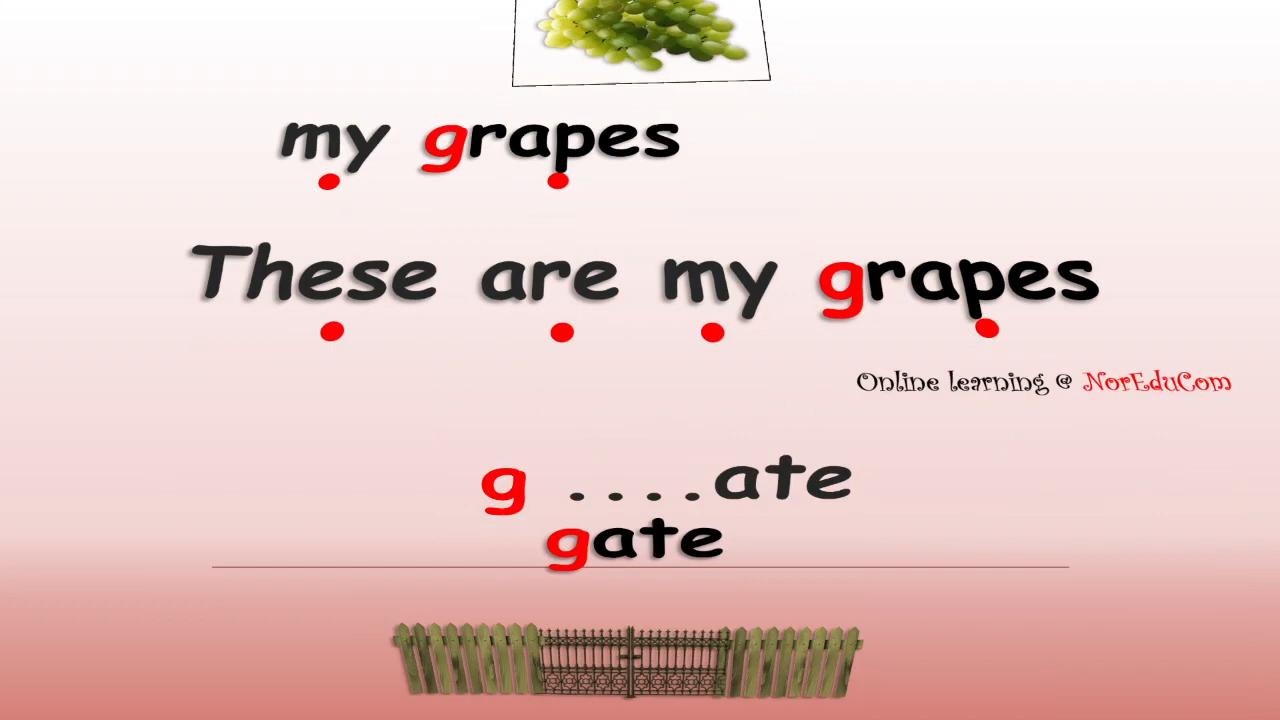 my grapes
These are my grapes
Online learning @ NorEduCom
g ....ate
gate